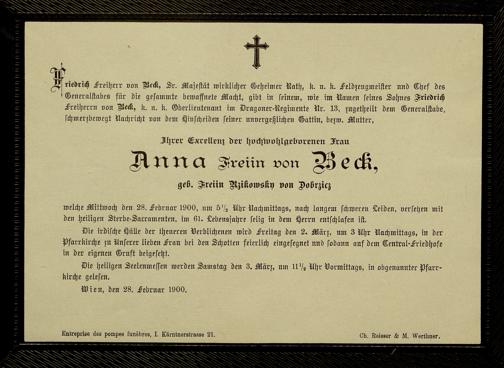 Friedrich Freiherr von Beck, Sr. Majestät wirklicher Geheimer Rath, k. u. k. Feldzeugmeister und Chef des
Generalstabes für die gesammte bewaffnete Macht, gibt in seinem, wie im Namen seines Sohnes Friedrich
Freiherrn von Beck, k. u. k. Oberlieutenant im Dragoner-Regimente Nr. 13, zugetheilt dem Generalstabe,
schmerzbewegt Nachricht von dem Hinscheiden seiner unvergeßlichen Gattin, bezw. Mutter,
Ihrer Excellenz der hochwohlgeborenen Frau
Anna Freiin von Beck,
geb. Freiin Rzikowsky von Dobrzicz
welche Mittwoch den 28. Februar 1900, um 5½ Uhr Nachmittags, nach langem schweren Leiden, versehen mit
den heiligen Sterbe-Sacramenten, im 61. Lebensjahre selig in dem Herrn entschlafen ist.
Die irdische Hülle der theueren Verblichenen wird Freitag den 2. März, um 3 Uhr Nachmittags, in der
Pfarrkirche zu Unserer lieben Frau bei den Schotten feierlich eingesegnet und sodann auf dem Central-Friedhofe
in der eigenen Gruft beigesetzt.
Die heiligen Seelenmessen werden Samstag den 3. März, um 11½ Uhr Vormittags, in obgenannter Pfarr-
kirche gelesen.
Wien, den 28. Februar 1900.
Entreprise des pompes funèbres, I. Kärntnerstrasse 21.
Ch. Reisser & M. Werthner.